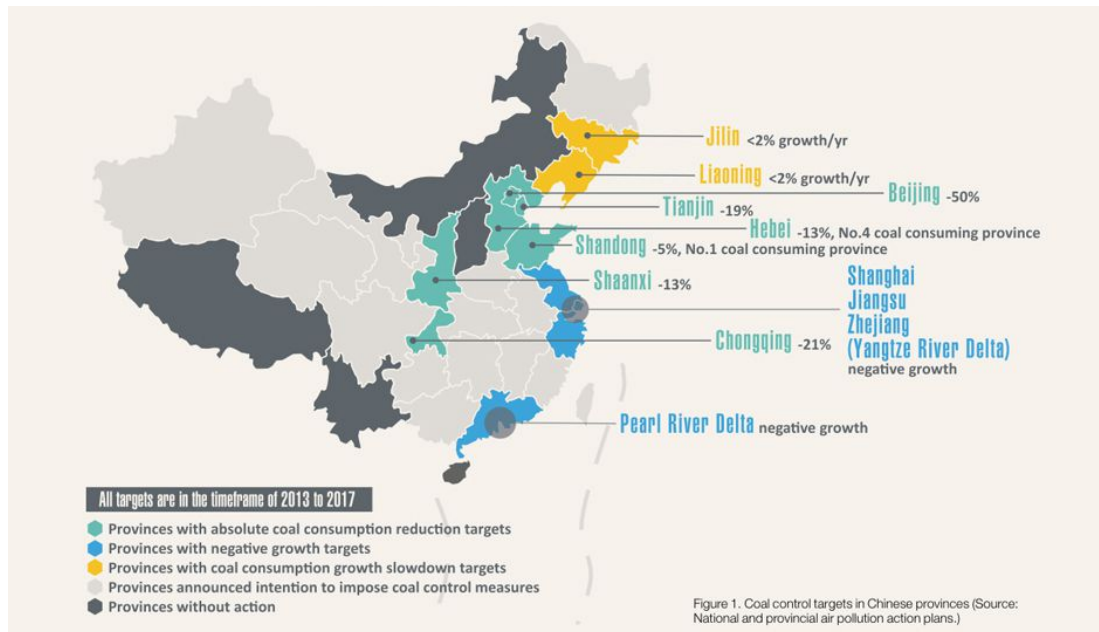 Jilin <2% growth/yr
Liaoning <2% growth/yr
Beijing -50%
Tianjin -19%
Hebei -13%, No.4 coal consuming province
Shandong -5%, No.1 coal consuming province
Shaanxi -13%
Shanghai
Jiangsu
Zhejiang
(Yangtze River Delta)
negative growth
Chongqing -21%
Pearl River Delta negative growth
All targets are in the timeframe of 2013 to 2017
Provinces with absolute coal consumption reduction targets
Provinces with negative growth targets
Provinces with coal consumption growth slowdown targets
Provinces announced intention to impose coal control measures
Provinces without action
Figure 1. Coal control targets in Chinese provinces (Source:
National and provincial air pollution action plans.)